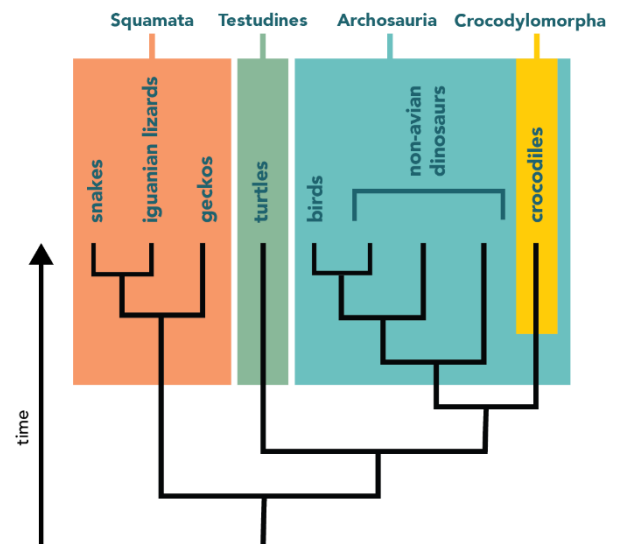 Squamata
Testudines
Archosauria
Crocodylomorpha
snakes
iguanian lizards
geckos
turtles
birds
non-avian
dinosaurs
crocodiles
time